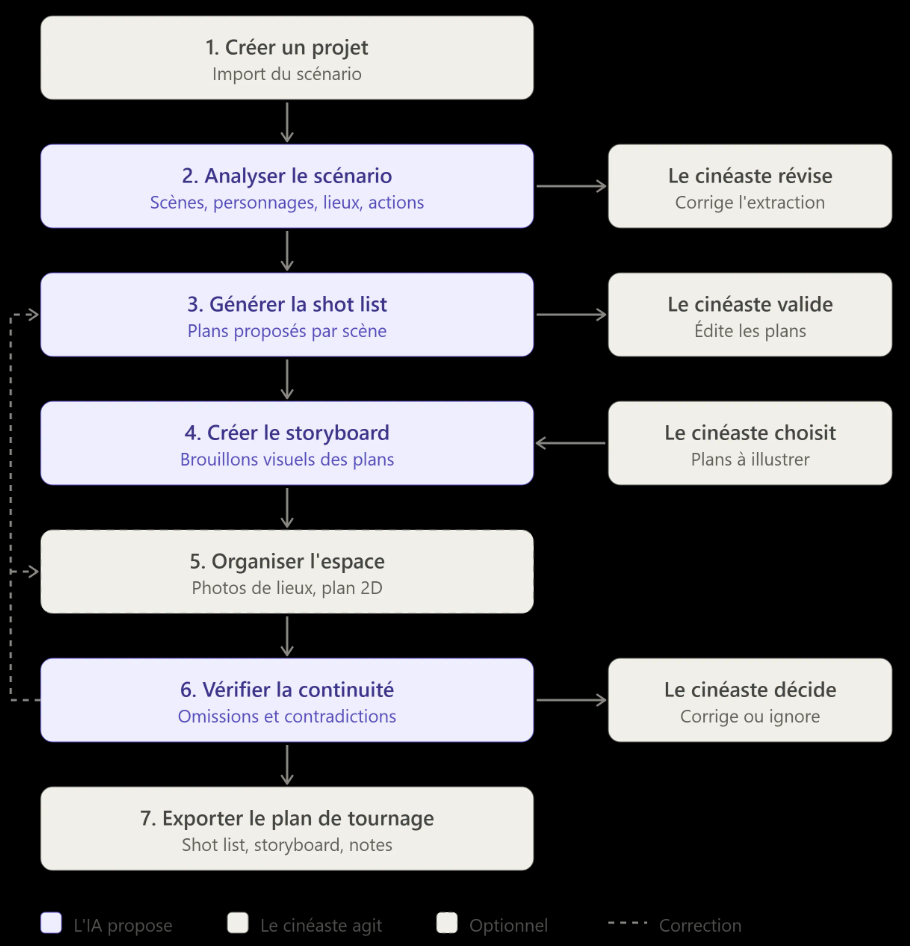 1. Créer un projet
Import du scénario
2. Analyser le scénario
Scènes, personnages, lieux, actions
Le cinéaste révise
Corrige l'extraction
3. Générer la shot list
Plans proposés par scène
Le cinéaste valide
Édite les plans
4. Créer le storyboard
Brouillons visuels des plans
Le cinéaste choisit
Plans à illustrer
5. Organiser l'espace
Photos de lieux, plan 2D
6. Vérifier la continuité
Omissions et contradictions
Le cinéaste décide
Corrige ou ignore
7. Exporter le plan de tournage
Shot list, storyboard, notes
L'IA propose
Le cinéaste agit
Optionnel
Correction